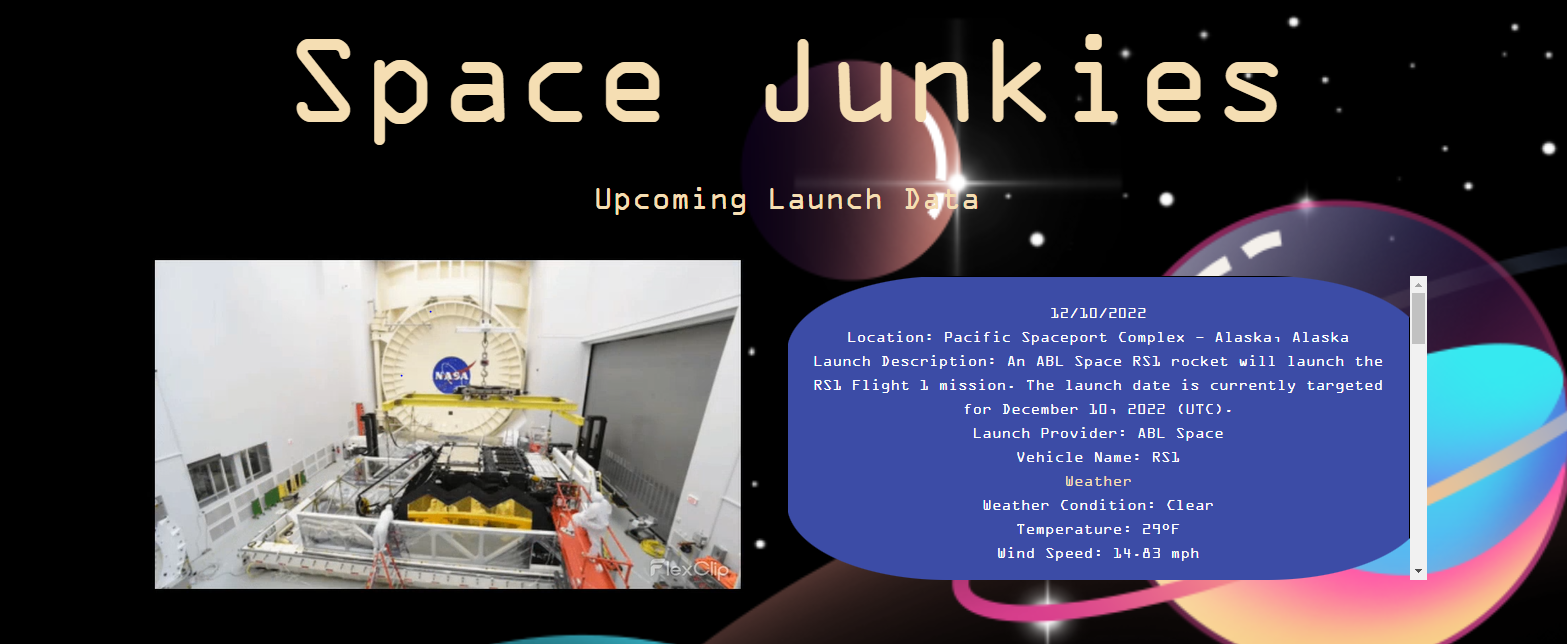 Space Junkies
Upcoming Launch Data
NASA
FlexClip
12/10/2022
Location: Pacific Spaceport Complex - Alaska, Alaska
Launch Description: An ABL Space RS1 rocket will launch the
RS1 Flight 1 mission. The launch date is currently targeted
for December 10, 2022 (UTC).
Launch Provider: ABL Space
Vehicle Name: RS1
Weather
Weather Condition: Clear
Temperature: 29°F
Wind Speed: 14.83 mph